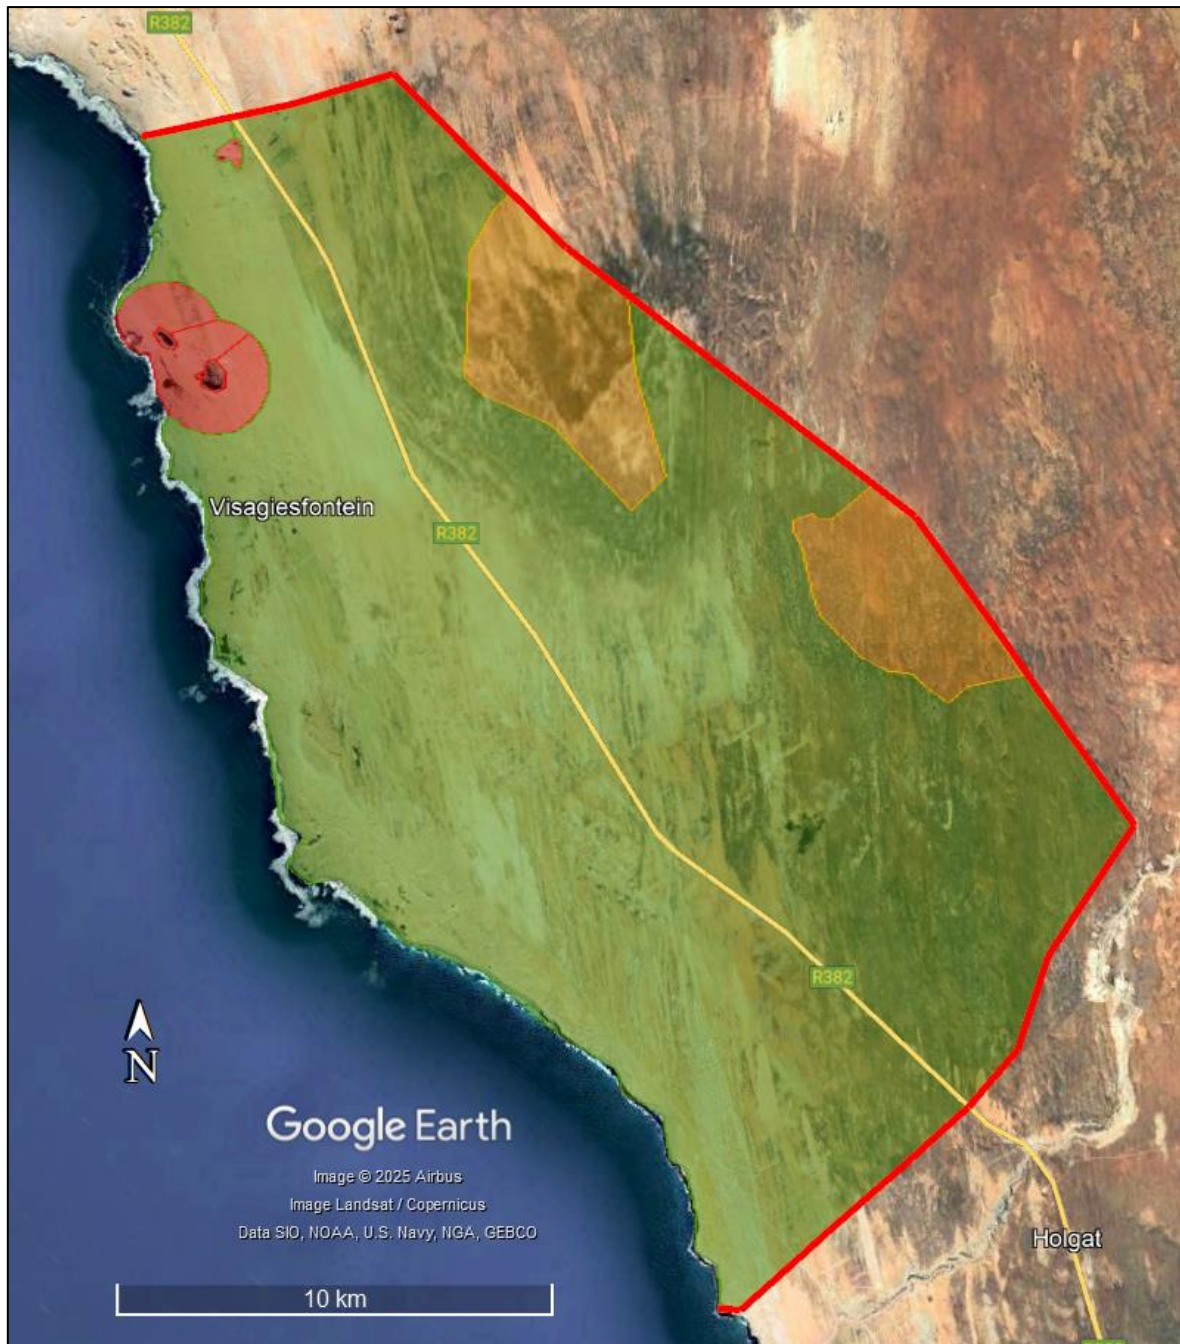 R382
Visagiesfontein
R382
R382
N
Google Earth
Image © 2025 Airbus
Image Landsat / Copernicus
Data SIO, NOAA, U.S. Navy, NGA, GEBCO
Holgat
10 km